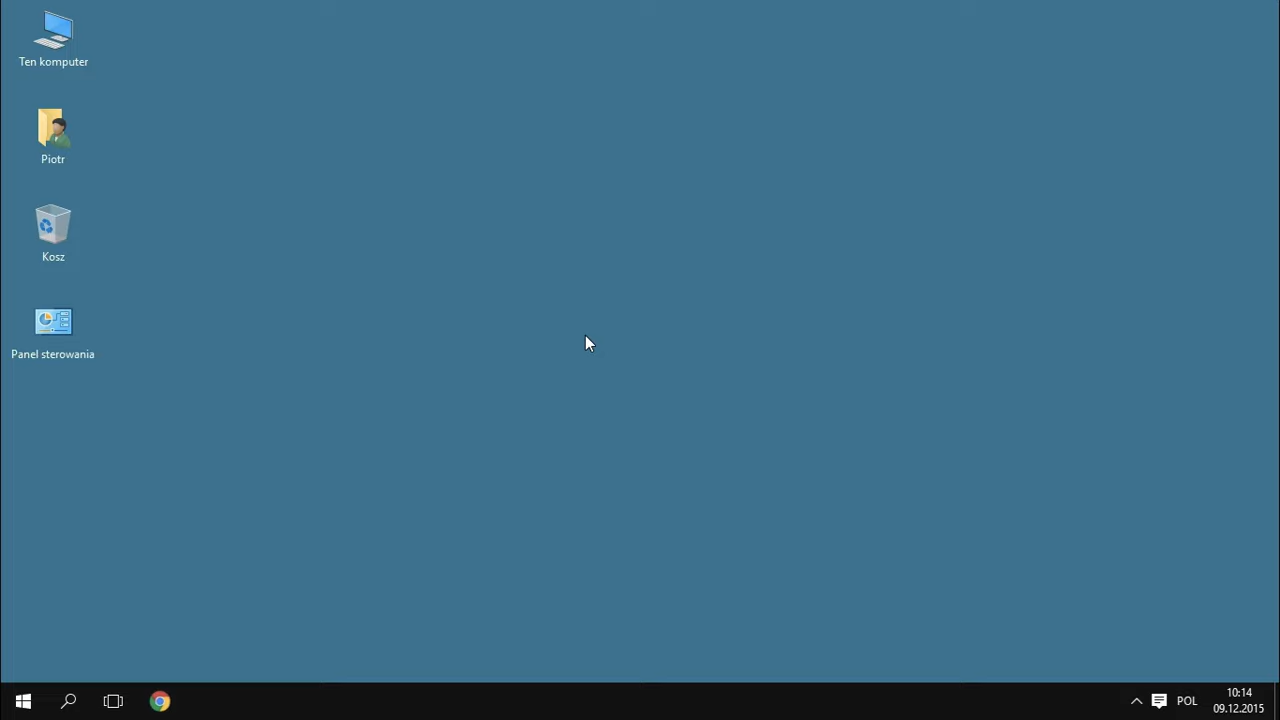 Ten komputer
Piotr
Kosz
Panel sterowania
POL
10:14
09.12.2015